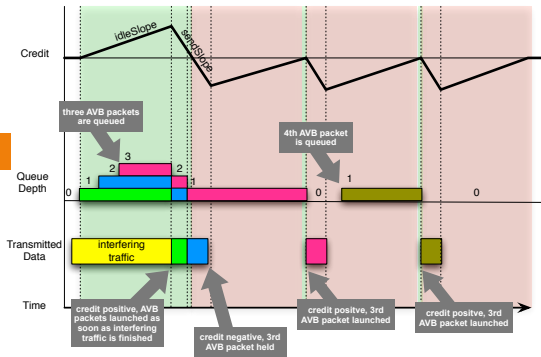 idleSlope
sendSlope
Credit
three AVB packets
are queued
4th AVB packet
is queued
3
2
2
1
1
1
Queue
Depth
0
0
0
Transmitted
Data
interfering
traffic
credit positive, AVB
packets launched as
soon as interfering
traffic is finished
credit negative, 3rd
AVB packet held
credit positve, 3rd
AVB packet launched
credit positve, 3rd
AVB packet launched
Time